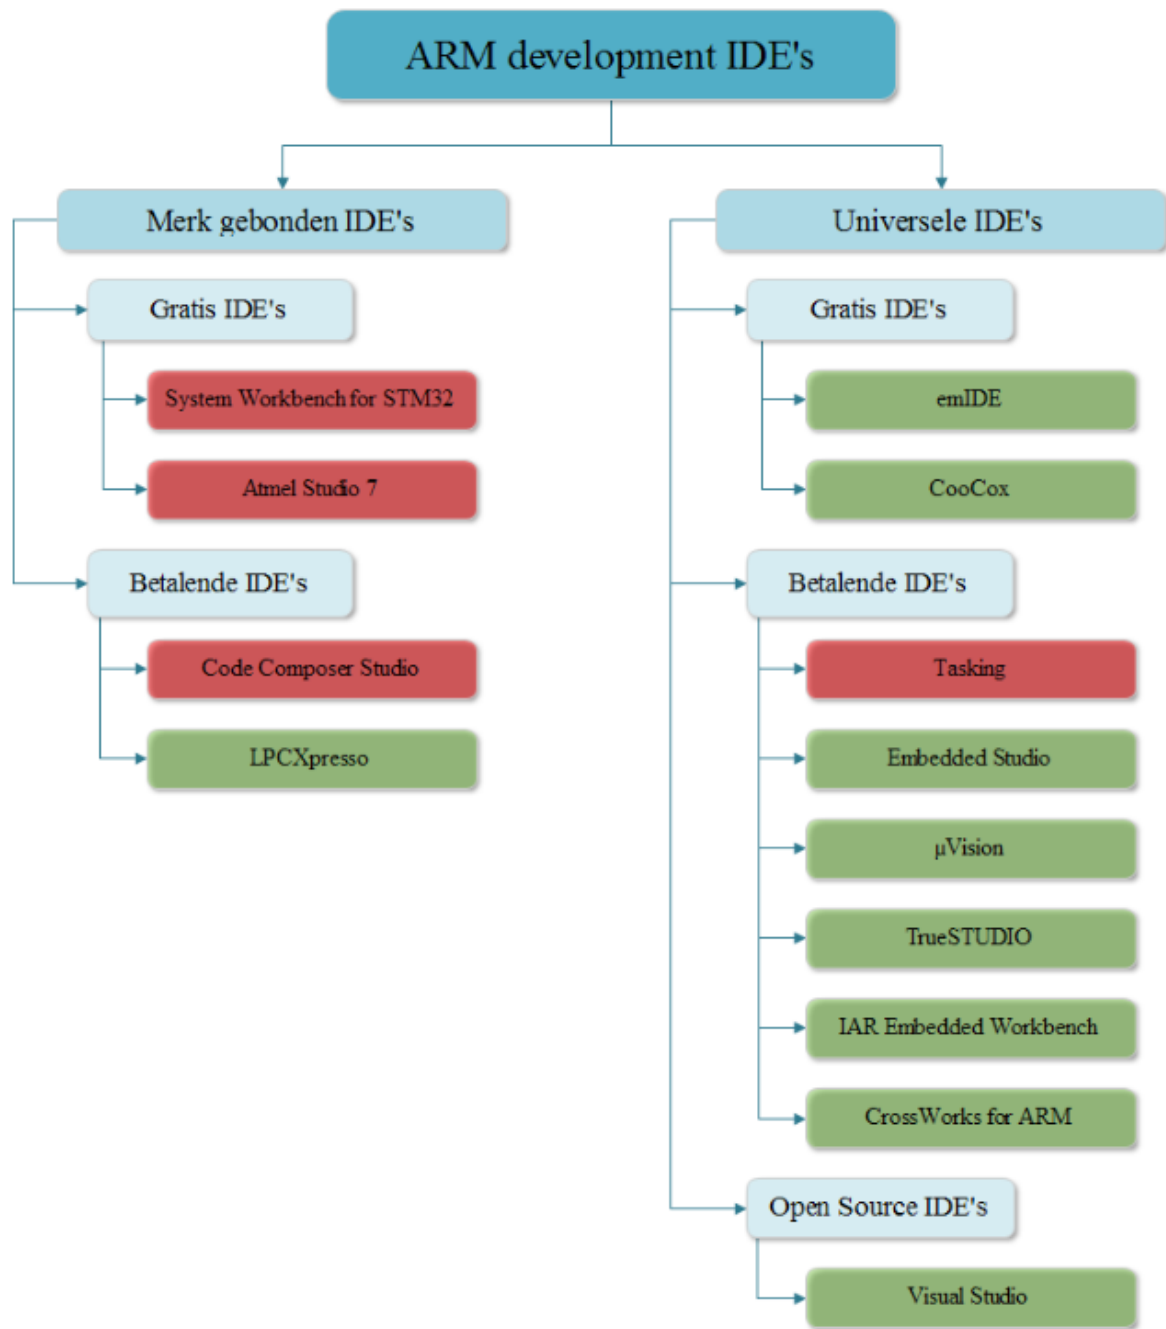 ARM development IDE's
Merk gebonden IDE's
Gratis IDE's
System Workbench for STM32
Atmel Studio 7
Betalende IDE's
Code Composer Studio
LPCXpresso
Universele IDE's
Gratis IDE's
emIDE
CooCox
Betalende IDE's
Tasking
Embedded Studio
µVision
TrueSTUDIO
IAR Embedded Workbench
CrossWorks for ARM
Open Source IDE's
Visual Studio